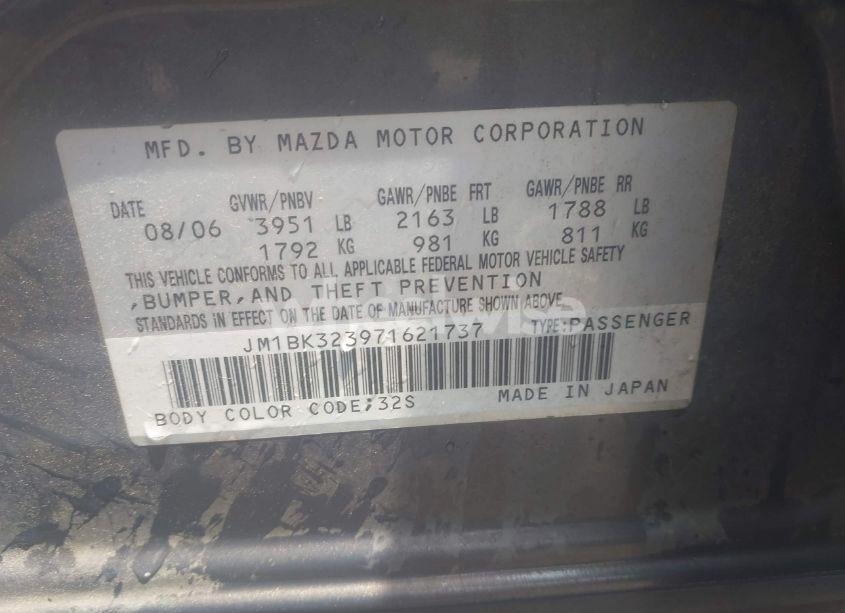 MFD. BY MAZDA MOTOR CORPORATION
DATE GVWR/PNBV GAWR/PNBE FRT GAWR/PNBE RR
08/06 3951 LB 2163 LB 1788 LB
1792 KG 981 KG 811 KG
THIS VEHICLE CONFORMS TO ALL APPLICABLE FEDERAL MOTOR VEHICLE SAFETY
,BUMPER,AND THEFT PREVENTION
STANDARDS IN EFFECT ON THE DATE OF MANUFACTURE SHOWN ABOVE.
JM1BK323971621737 TYPE:PASSENGER
BODY COLOR CODE;32S MADE IN JAPAN